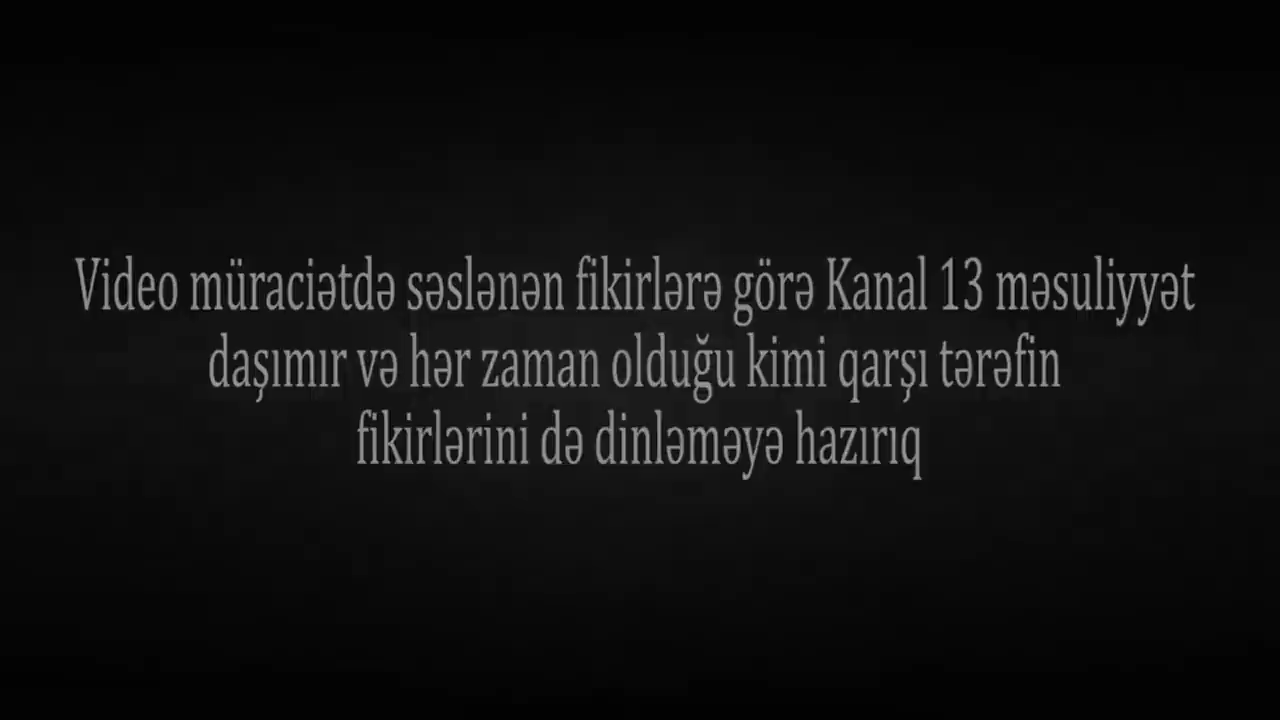 Video müraciətdə səslənən fikirlərə görə Kanal 13 məsuliyyət
daşımır və hər zaman olduğu kimi qarşı tərəfin
fikirlərini də dinləməyə hazırıq